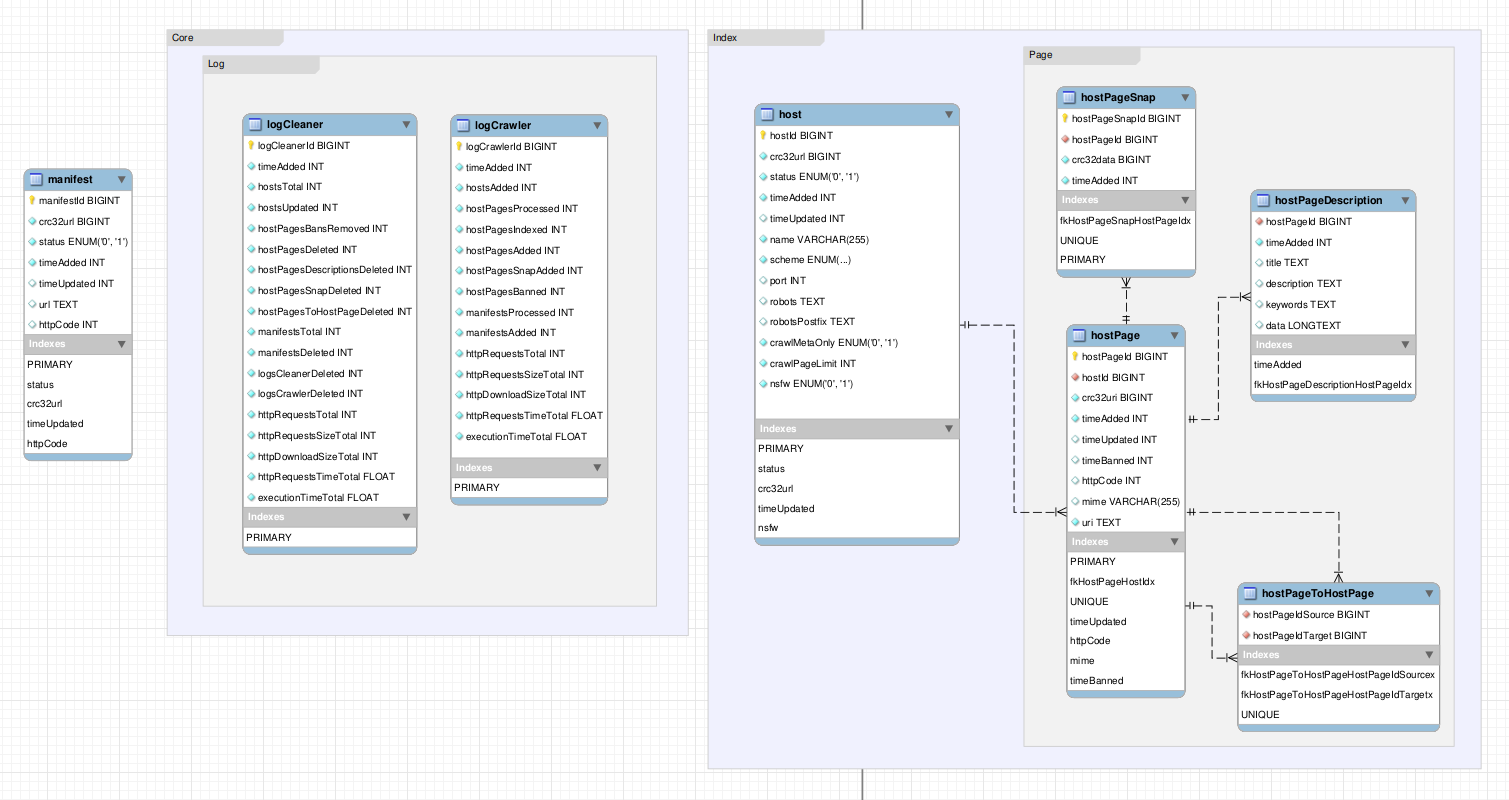 Core
Log
logCleaner
logCleanerId BIGINT
timeAdded INT
hostsTotal INT
hostsUpdated INT
hostPagesBansRemoved INT
hostPagesDeleted INT
hostPagesDescriptionsDeleted INT
hostPagesSnapDeleted INT
hostPagesToHostPageDeleted INT
manifestsTotal INT
manifestsDeleted INT
logsCleanerDeleted INT
logsCrawlerDeleted INT
httpRequestsTotal INT
httpRequestsSizeTotal INT
httpDownloadSizeTotal INT
httpRequestsTimeTotal FLOAT
executionTimeTotal FLOAT
Indexes
PRIMARY
logCrawler
logCrawlerId BIGINT
timeAdded INT
hostsAdded INT
hostPagesProcessed INT
hostPagesIndexed INT
hostPagesAdded INT
hostPagesSnapAdded INT
hostPagesBanned INT
manifestsProcessed INT
manifestsAdded INT
httpRequestsTotal INT
httpRequestsSizeTotal INT
httpDownloadSizeTotal INT
httpRequestsTimeTotal FLOAT
executionTimeTotal FLOAT
Indexes
PRIMARY
manifest
manifestId BIGINT
crc32url BIGINT
status ENUM('0', '1')
timeAdded INT
timeUpdated INT
url TEXT
httpCode INT
Indexes
PRIMARY
status
crc32url
timeUpdated
httpCode
Index
host
hostId BIGINT
crc32url BIGINT
status ENUM('0', '1')
timeAdded INT
timeUpdated INT
name VARCHAR(255)
scheme ENUM(...)
port INT
robots TEXT
robotsPostfix TEXT
crawlMetaOnly ENUM('0', '1')
crawlPageLimit INT
nsfw ENUM('0', '1')
Indexes
PRIMARY
status
crc32url
timeUpdated
nsfw
Page
hostPageSnap
hostPageSnapId BIGINT
hostPageId BIGINT
crc32data BIGINT
timeAdded INT
Indexes
fkHostPageSnapHostPageIdx
UNIQUE
PRIMARY
hostPageDescription
hostPageId BIGINT
timeAdded INT
title TEXT
description TEXT
keywords TEXT
data LONGTEXT
Indexes
timeAdded
fkHostPageDescriptionHostPageIdx
hostPage
hostPageId BIGINT
hostId BIGINT
crc32uri BIGINT
timeAdded INT
timeUpdated INT
timeBanned INT
httpCode INT
mime VARCHAR(255)
uri TEXT
Indexes
PRIMARY
fkHostPageHostIdx
UNIQUE
timeUpdated
httpCode
mime
timeBanned
hostPageToHostPage
hostPageIdSource BIGINT
hostPageIdTarget BIGINT
Indexes
fkHostPageToHostPageHostPageIdSourcex
fkHostPageToHostPageHostPageIdTargetx
UNIQUE